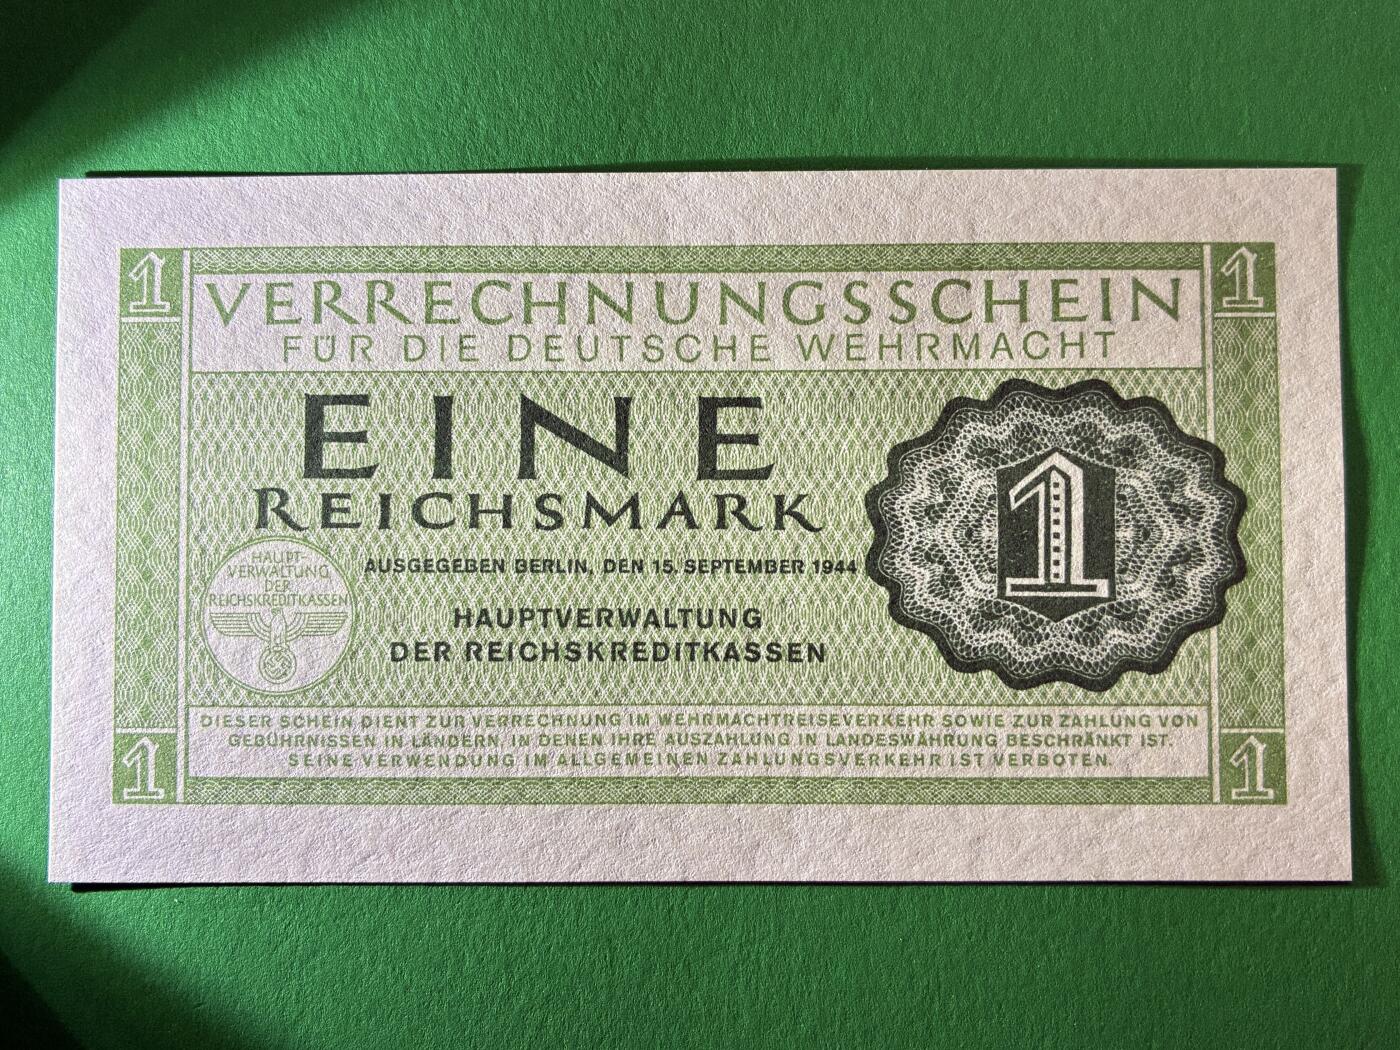 1
1
VERRECHNUNGSSCHEIN
FÜR DIE DEUTSCHE WEHRMACHT
EINE
REICHSMARK
1
AUSGEGEBEN BERLIN, DEN 15. SEPTEMBER 1944
HAUPT-
VERWALTUNG
DER
REICHSKREDITKASSEN
HAUPTVERWALTUNG
DER REICHSKREDITKASSEN
DIESER SCHEIN DIENT ZUR VERRECHNUNG IM WEHRMACHTREISEVERKEHR SOWIE ZUR ZAHLUNG VON
GEBÜHRNISSEN IN LÄNDERN, IN DENEN IHRE AUSZAHLUNG IN LANDESWÄHRUNG BESCHRÄNKT IST.
SEINE VERWENDUNG IM ALLGEMEINEN ZAHLUNGSVERKEHR IST VERBOTEN.
1
1